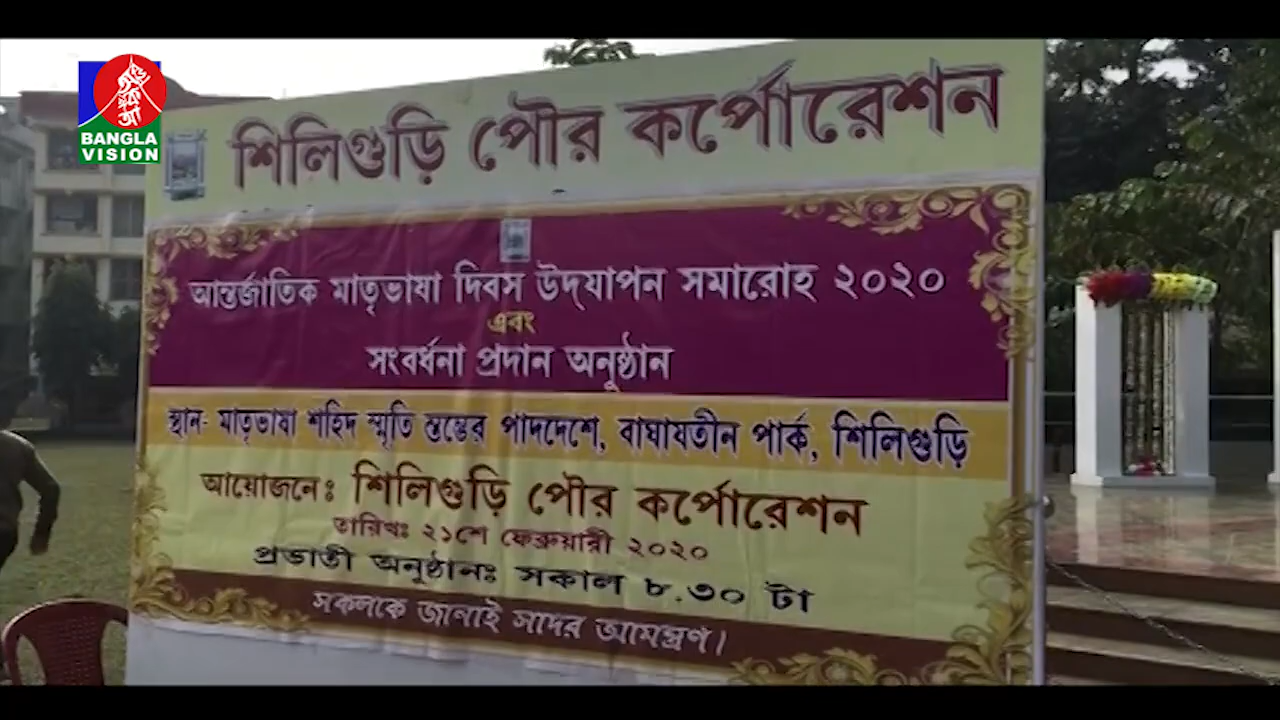 BANGLA
VISION
শিলিগুড়ি পৌর কর্পোরেশন
আন্তর্জাতিক মাতৃভাষা দিবস উদ্‌যাপন সমারোহ ২০২০
এবং
সংবর্ধনা প্রদান অনুষ্ঠান
স্থান- মাতৃভাষা শহিদ স্মৃতি স্তম্ভের পাদদেশে, বাঘাযতীন পার্ক, শিলিগুড়ি
আয়োজনেঃ শিলিগুড়ি পৌর কর্পোরেশন
তারিখঃ ২১শে ফেব্রুয়ারী ২০২০
প্রভাতী অনুষ্ঠানঃ সকাল ৮.৩০ টা
সকলকে জানাই সাদর আমন্ত্রণ।